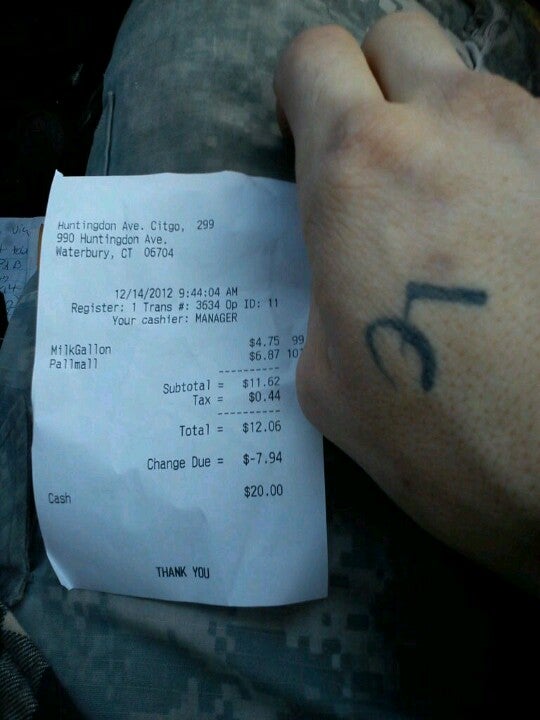 Huntingdon Ave. Citgo, 299
990 Huntingdon Ave.
Waterbury, CT 06704
12/14/2012 9:44:04 AM
Register: 1 Trans #: 3634 Op ID: 11
Your cashier: MANAGER
MilkGallon $4.75 99
Pallmall $6.87 101
----------
Subtotal = $11.62
Tax = $0.44
----------
Total = $12.06
Change Due = $-7.94
Cash $20.00
THANK YOU